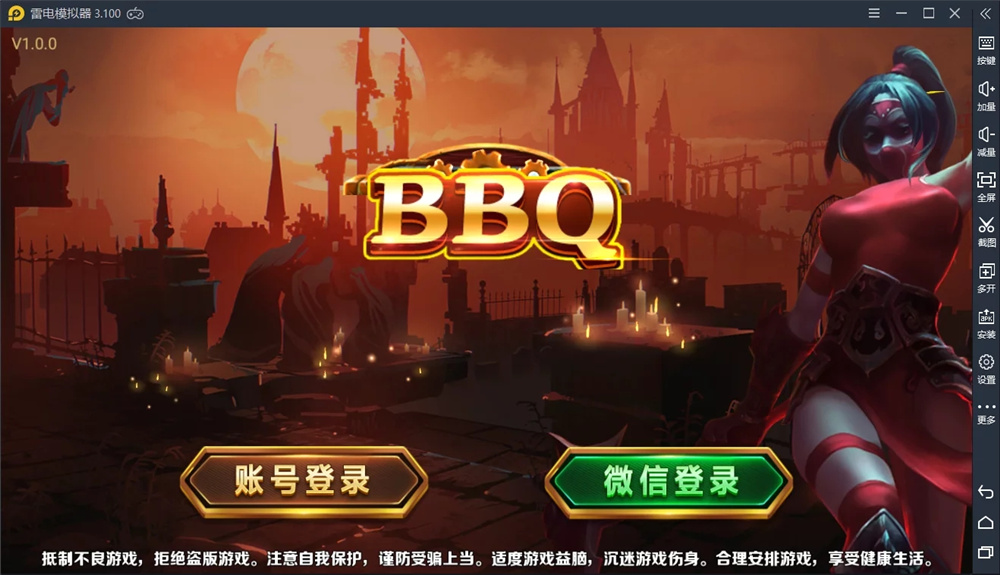 雷电模拟器 3.100
V1.0.0
按键
加量
减量
全屏
截图
多开
APK
安装
设置
更多
BBQ
账号登录
微信登录
抵制不良游戏，拒绝盗版游戏。注意自我保护，谨防受骗上当。适度游戏益脑，沉迷游戏伤身。合理安排游戏，享受健康生活。